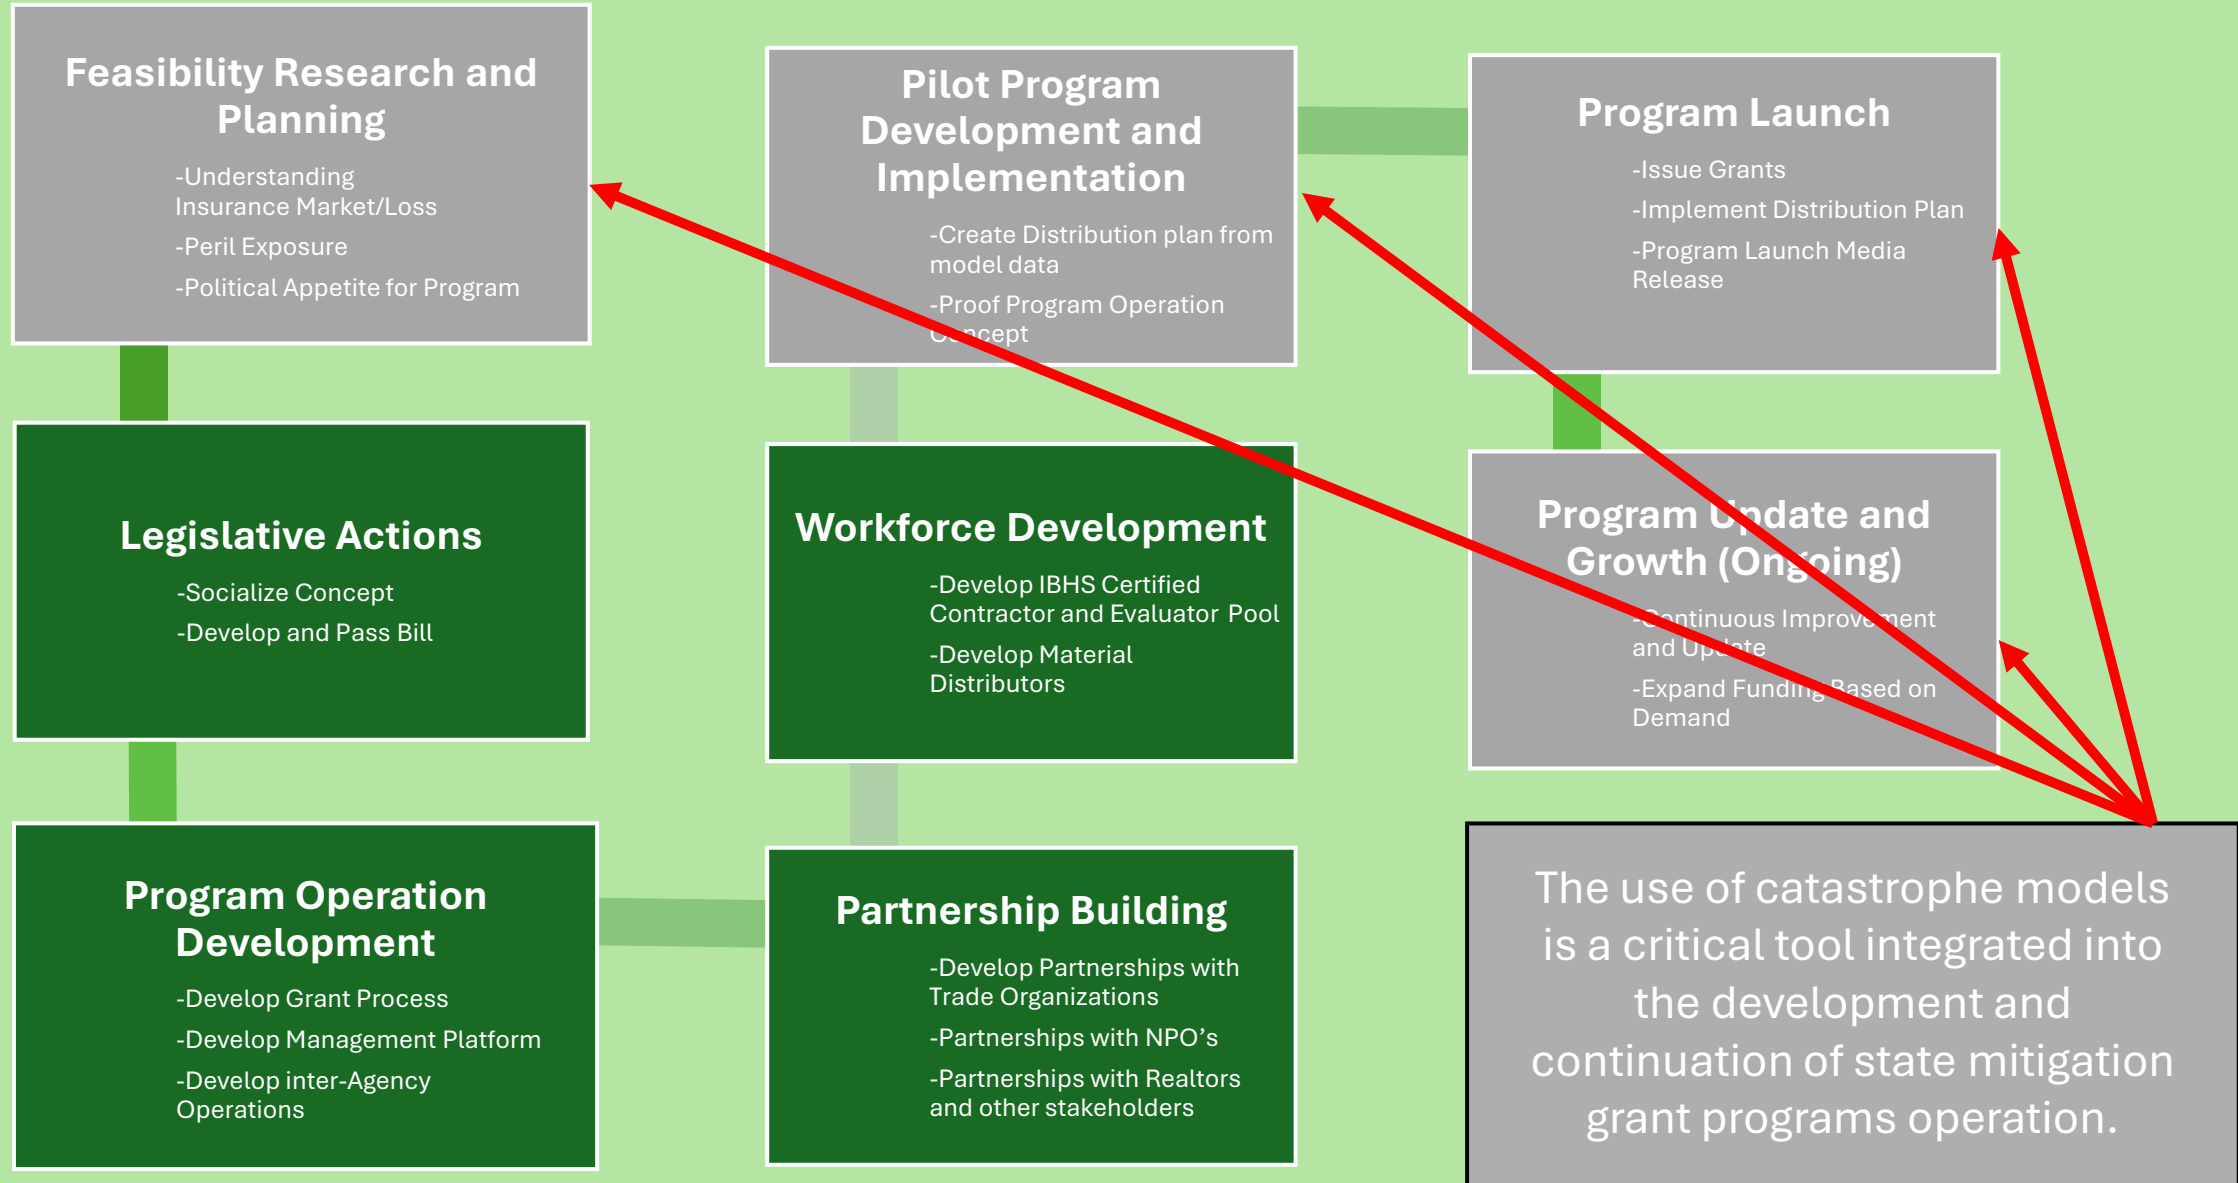 Feasibility Research and
Planning
-Understanding
Insurance Market/Loss
-Peril Exposure
-Political Appetite for Program
Legislative Actions
-Socialize Concept
-Develop and Pass Bill
Program Operation
Development
-Develop Grant Process
-Develop Management Platform
-Develop inter-Agency
Operations
Partnership Building
-Develop Partnerships with
Trade Organizations
-Partnerships with NPO’s
-Partnerships with Realtors
and other stakeholders
Workforce Development
-Develop IBHS Certified
Contractor and Evaluator Pool
-Develop Material
Distributors
Pilot Program
Development and
Implementation
-Create Distribution plan from
model data
-Proof Program Operation
Concept
Program Launch
-Issue Grants
-Implement Distribution Plan
-Program Launch Media
Release
Program Update and
Growth (Ongoing)
-Continuous Improvement
and Update
-Expand Funding Based on
Demand
The use of catastrophe models
is a critical tool integrated into
the development and
continuation of state mitigation
grant programs operation.